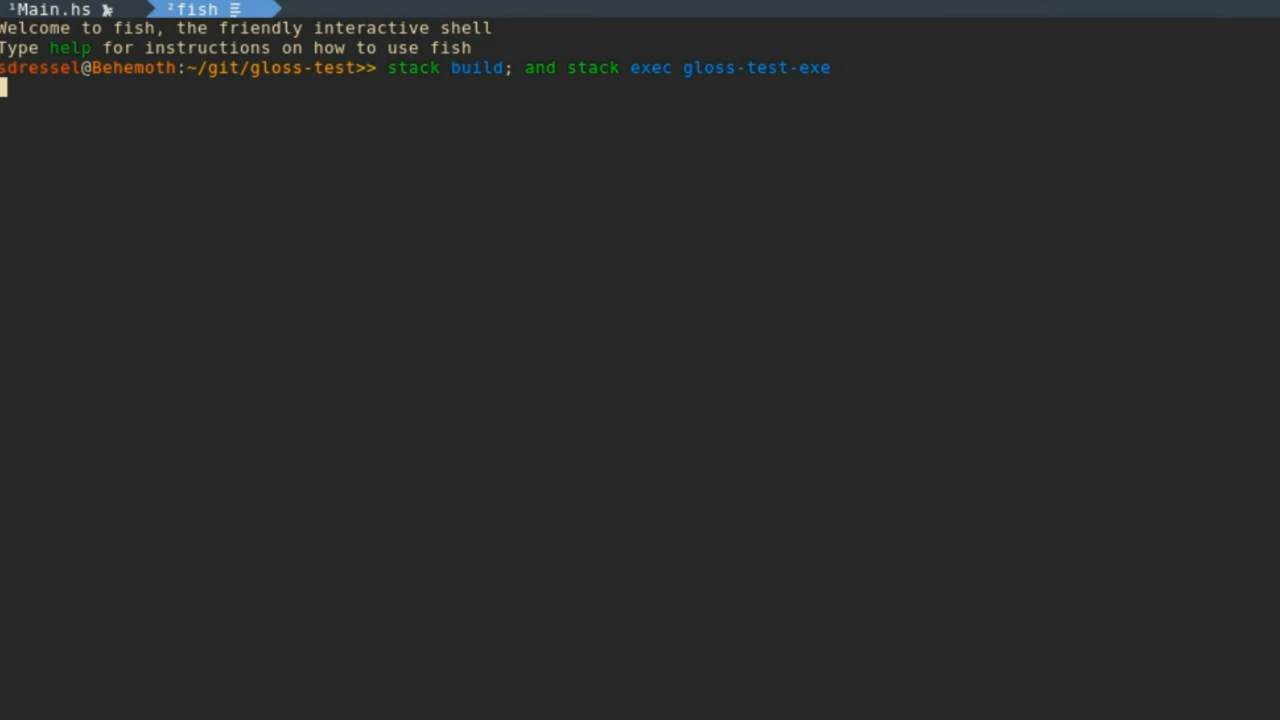 ¹Main.hs ²fish
Welcome to fish, the friendly interactive shell
Type help for instructions on how to use fish
sdressel@Behemoth:~/git/gloss-test>> stack build; and stack exec gloss-test-exe